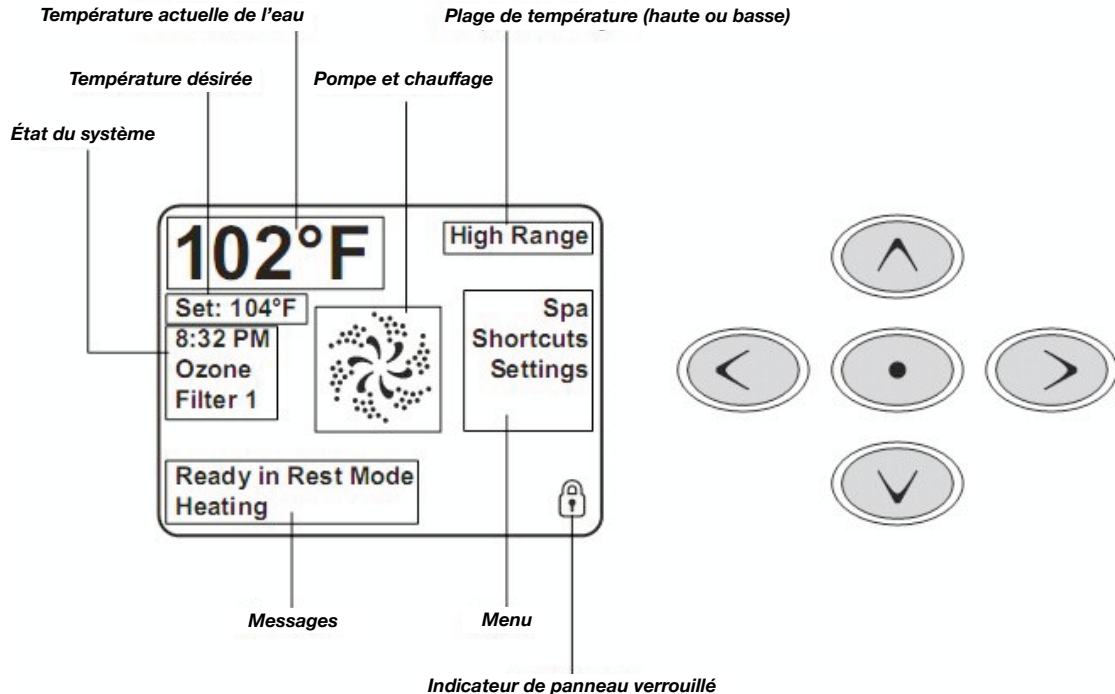 Température actuelle de l'eau
Plage de température (haute ou basse)
Température désirée
Pompe et chauffage
État du système
102°F
High Range
Set: 104°F
8:32 PM
Ozone
Filter 1
Spa
Shortcuts
Settings
Ready in Rest Mode
Heating
Messages
Menu
Indicateur de panneau verrouillé